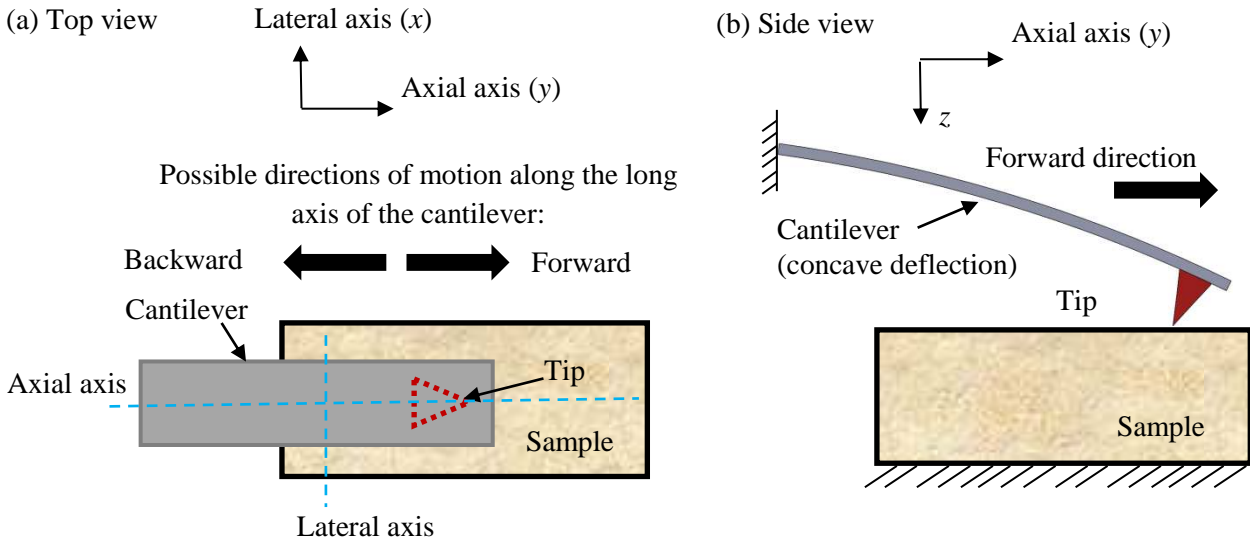 (a) Top view
Lateral axis (x)
Axial axis (y)
Possible directions of motion along the long
axis of the cantilever:
Backward
Forward
Cantilever
Axial axis
Tip
Sample
Lateral axis
(b) Side view
Axial axis (y)
z
Forward direction
Cantilever
(concave deflection)
Tip
Sample